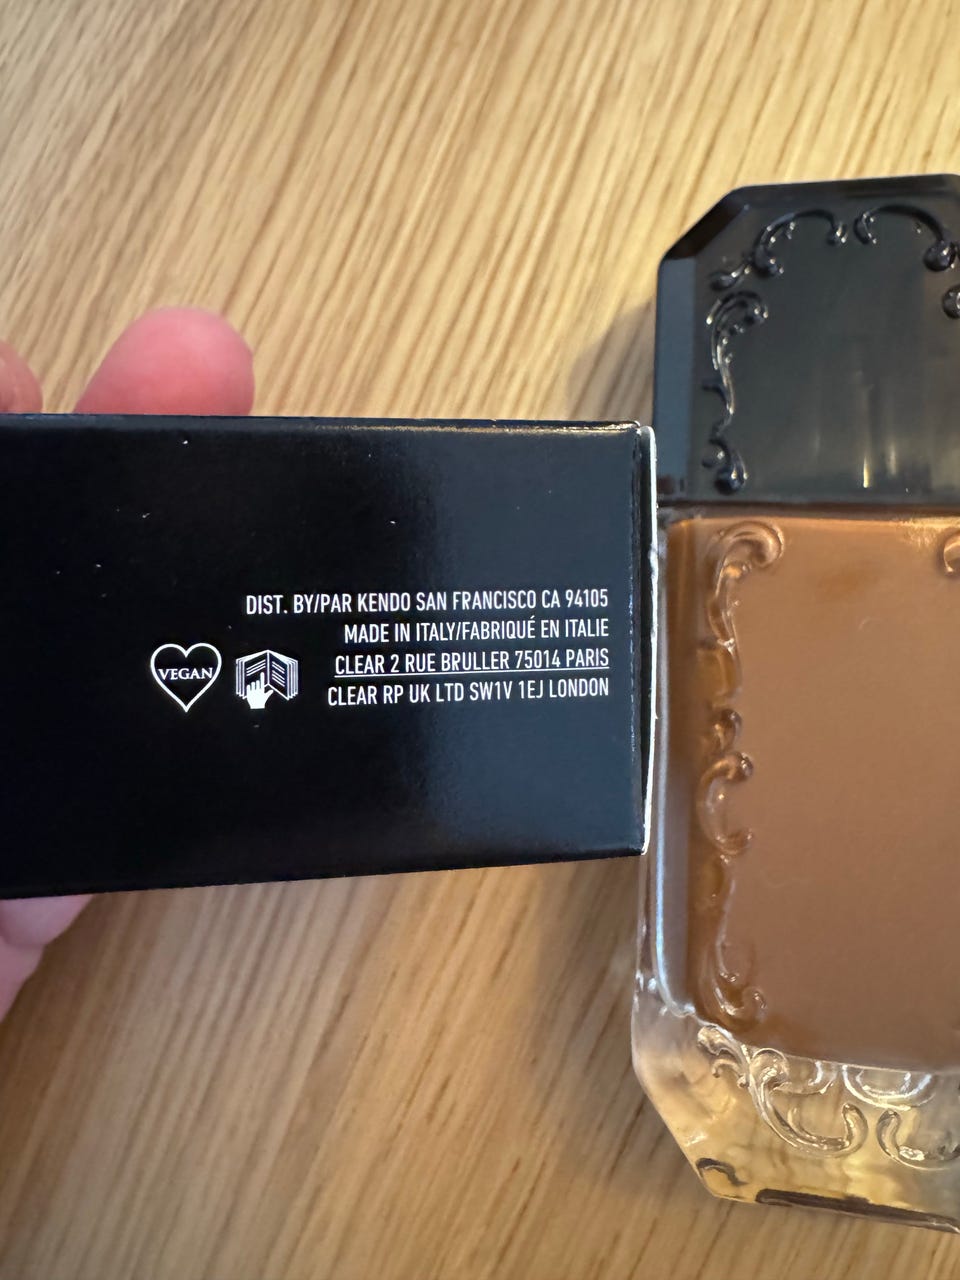 DIST. BY/PAR KENDO SAN FRANCISCO CA 94105
MADE IN ITALY/FABRIQUÉ EN ITALIE
CLEAR 2 RUE BRULLER 75014 PARIS
CLEAR RP UK LTD SW1V 1EJ LONDON
VEGAN